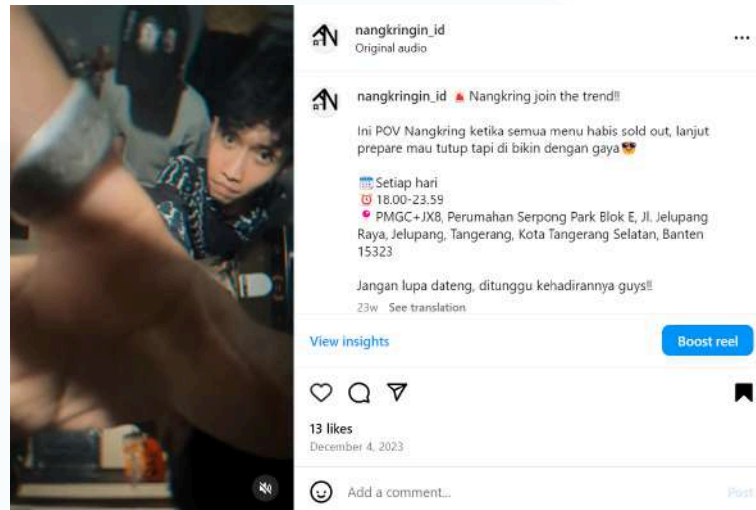 nangkringin_id
Original audio
nangkringin_id 🚨 Nangkring join the trend!!
Ini POV Nangkring ketika semua menu habis sold out, lanjut
prepare mau tutup tapi di bikin dengan gaya😎
🗓️ Setiap hari
⏰ 18.00-23.59
📍 PMGC+JX8, Perumahan Serpong Park Blok E, Jl. Jelupang
Raya, Jelupang, Tangerang, Kota Tangerang Selatan, Banten
15323
Jangan lupa dateng, ditunggu kehadirannya guys!!
23w See translation
View insights
Boost reel
13 likes
December 4, 2023
Add a comment...
Post